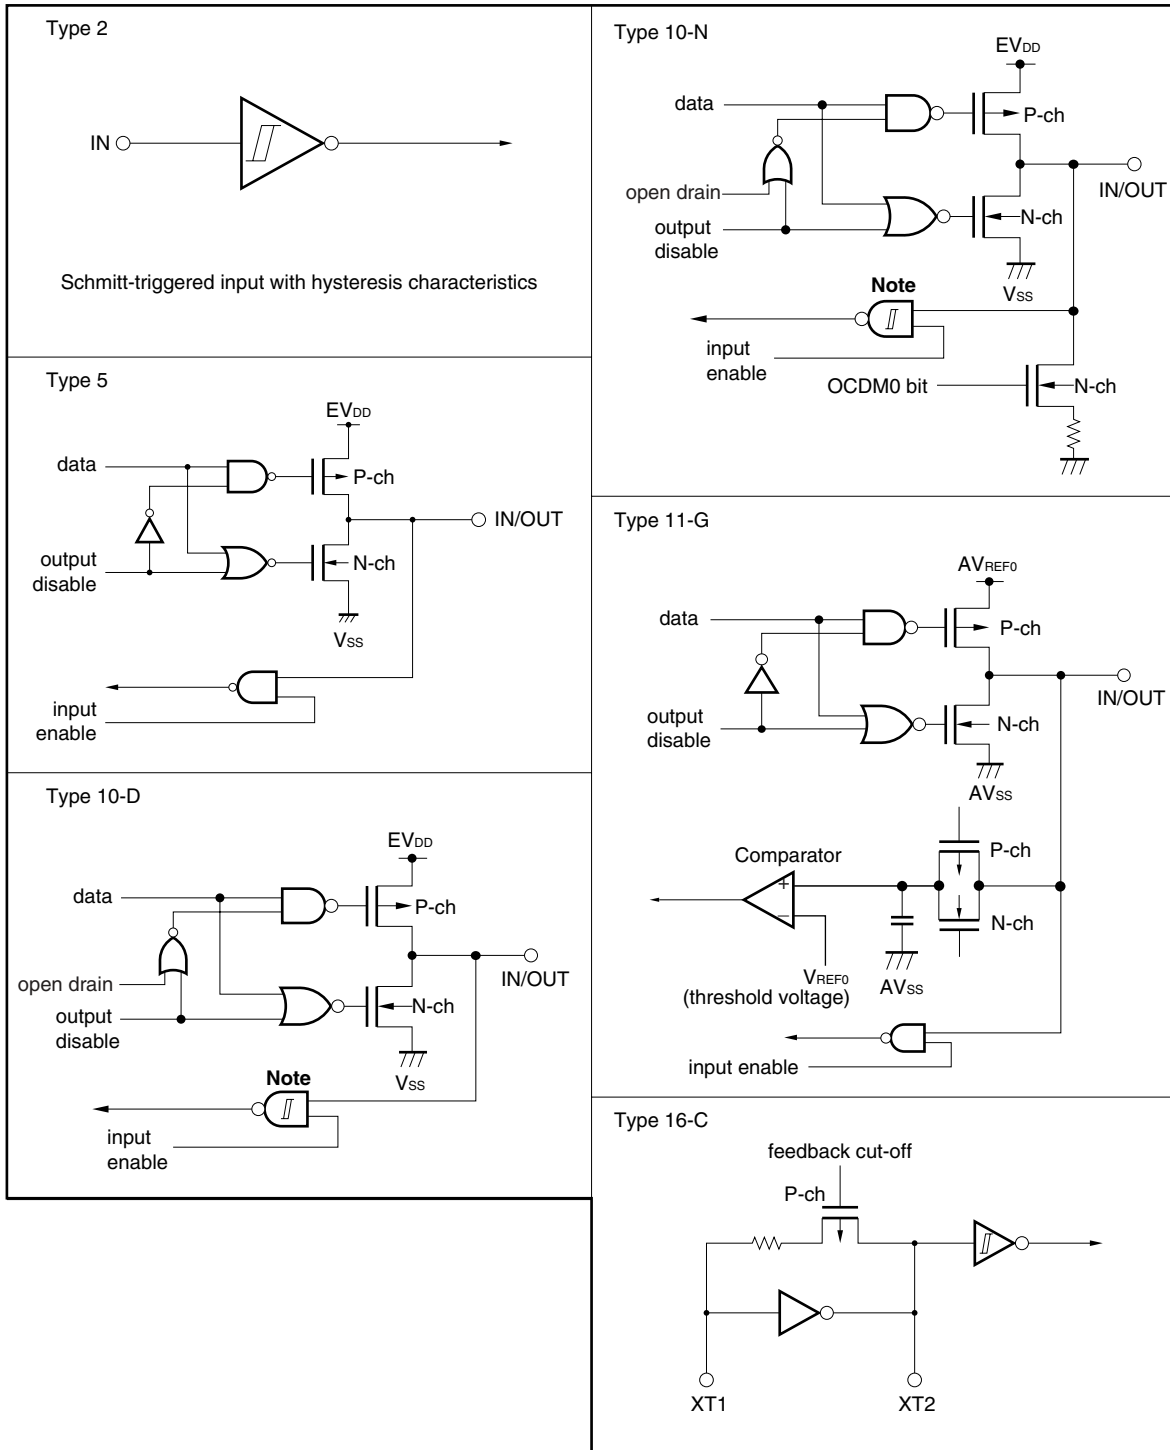 Type 2
IN
Schmitt-triggered input with hysteresis characteristics
Type 5
EVDD
data
P-ch
IN/OUT
output
disable
N-ch
VSS
input
enable
Type 10-D
EVDD
data
P-ch
open drain
IN/OUT
output
disable
N-ch
VSS
Note
input
enable
Type 10-N
EVDD
data
P-ch
open drain
IN/OUT
output
disable
N-ch
VSS
Note
input
enable
OCDM0 bit
N-ch
Type 11-G
AVREF0
data
P-ch
IN/OUT
output
disable
N-ch
AVSS
P-ch
Comparator
+
−
N-ch
VREF0
(threshold voltage)
AVSS
input enable
Type 16-C
feedback cut-off
P-ch
XT1
XT2